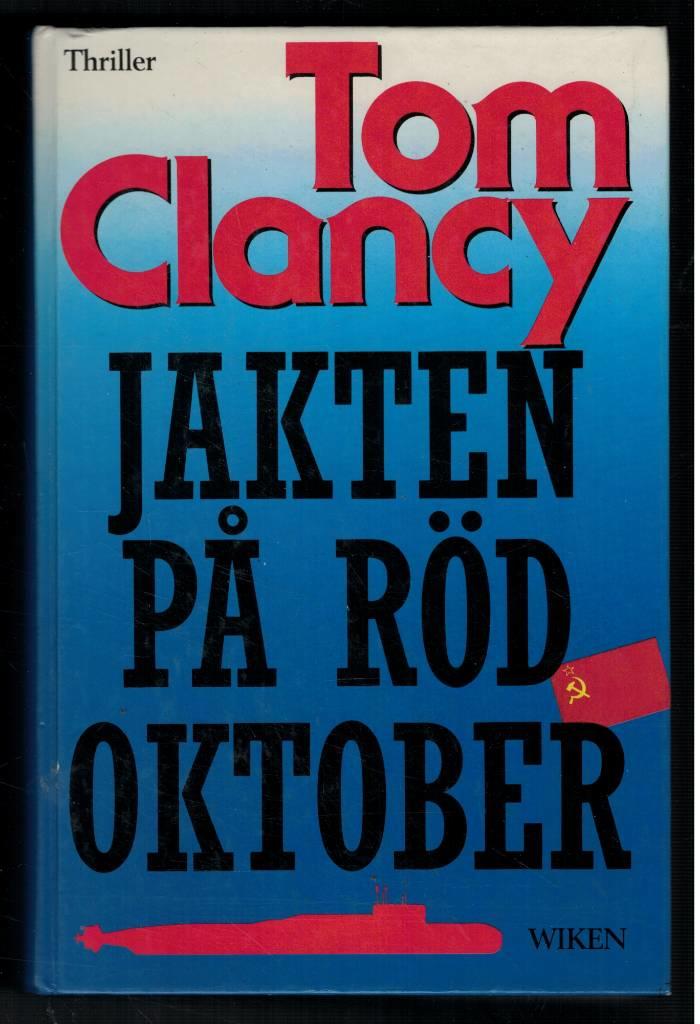 Thriller
Tom
Clancy
JAKTEN
PÅ RÖD
OKTOBER
WIKEN